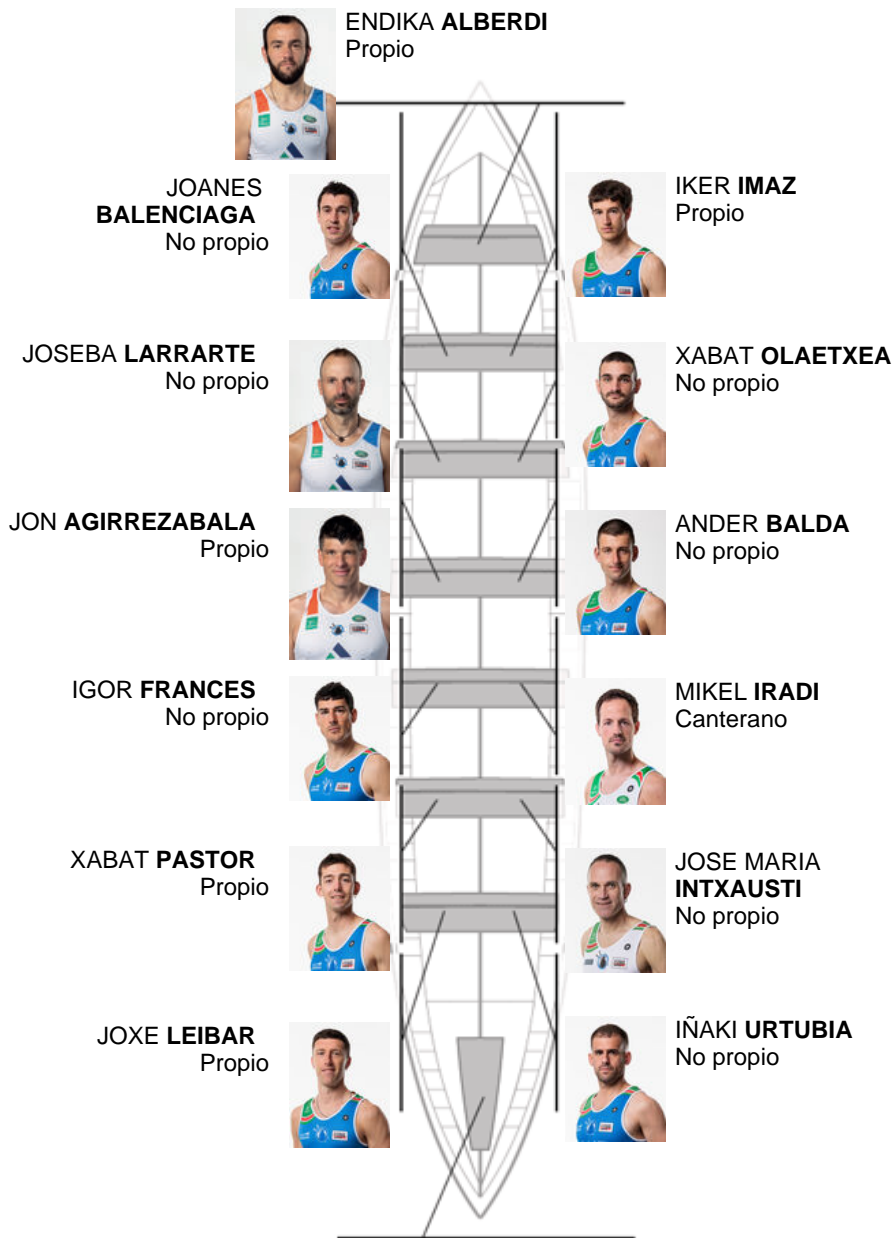 ENDIKA ALBERDI
Propio
JOANES
BALENCIAGA
No propio
IKER IMAZ
Propio
JOSEBA LARRARTE
No propio
XABAT OLAETXEA
No propio
JON AGIRREZABALA
Propio
ANDER BALDA
No propio
IGOR FRANCES
No propio
MIKEL IRADI
Canterano
XABAT PASTOR
Propio
JOSE MARIA
INTXAUSTI
No propio
JOXE LEIBAR
Propio
IÑAKI URTUBIA
No propio